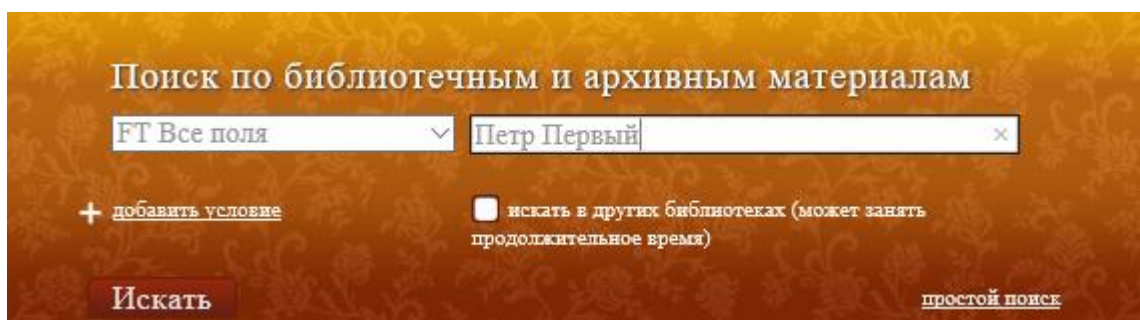 Поиск по библиотечным и архивным материалам
FT Все поля
Петр Первый
добавить условие
искать в других библиотеках (может занять
продолжительное время)
Искать
простой поиск